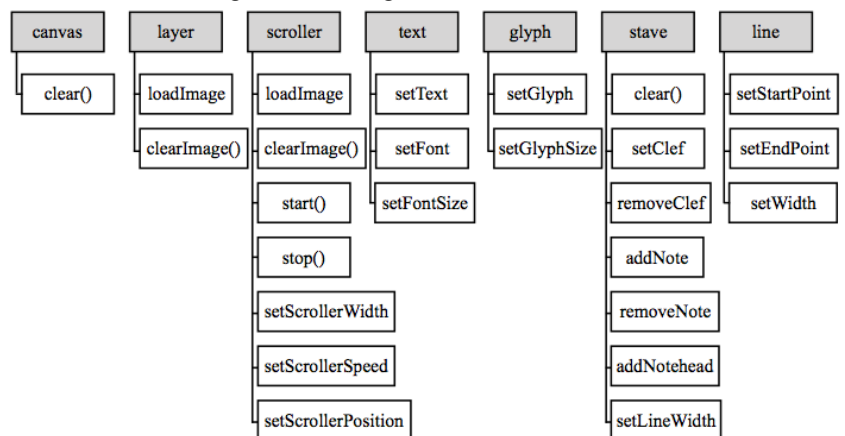 canvas
clear()
layer
loadImage
clearImage()
scroller
loadImage
clearImage()
start()
stop()
setScrollerWidth
setScrollerSpeed
setScrollerPosition
text
setText
setFont
setFontSize
glyph
setGlyph
setGlyphSize
stave
clear()
setClef
removeClef
addNote
removeNote
addNotehead
setLineWidth
line
setStartPoint
setEndPoint
setWidth